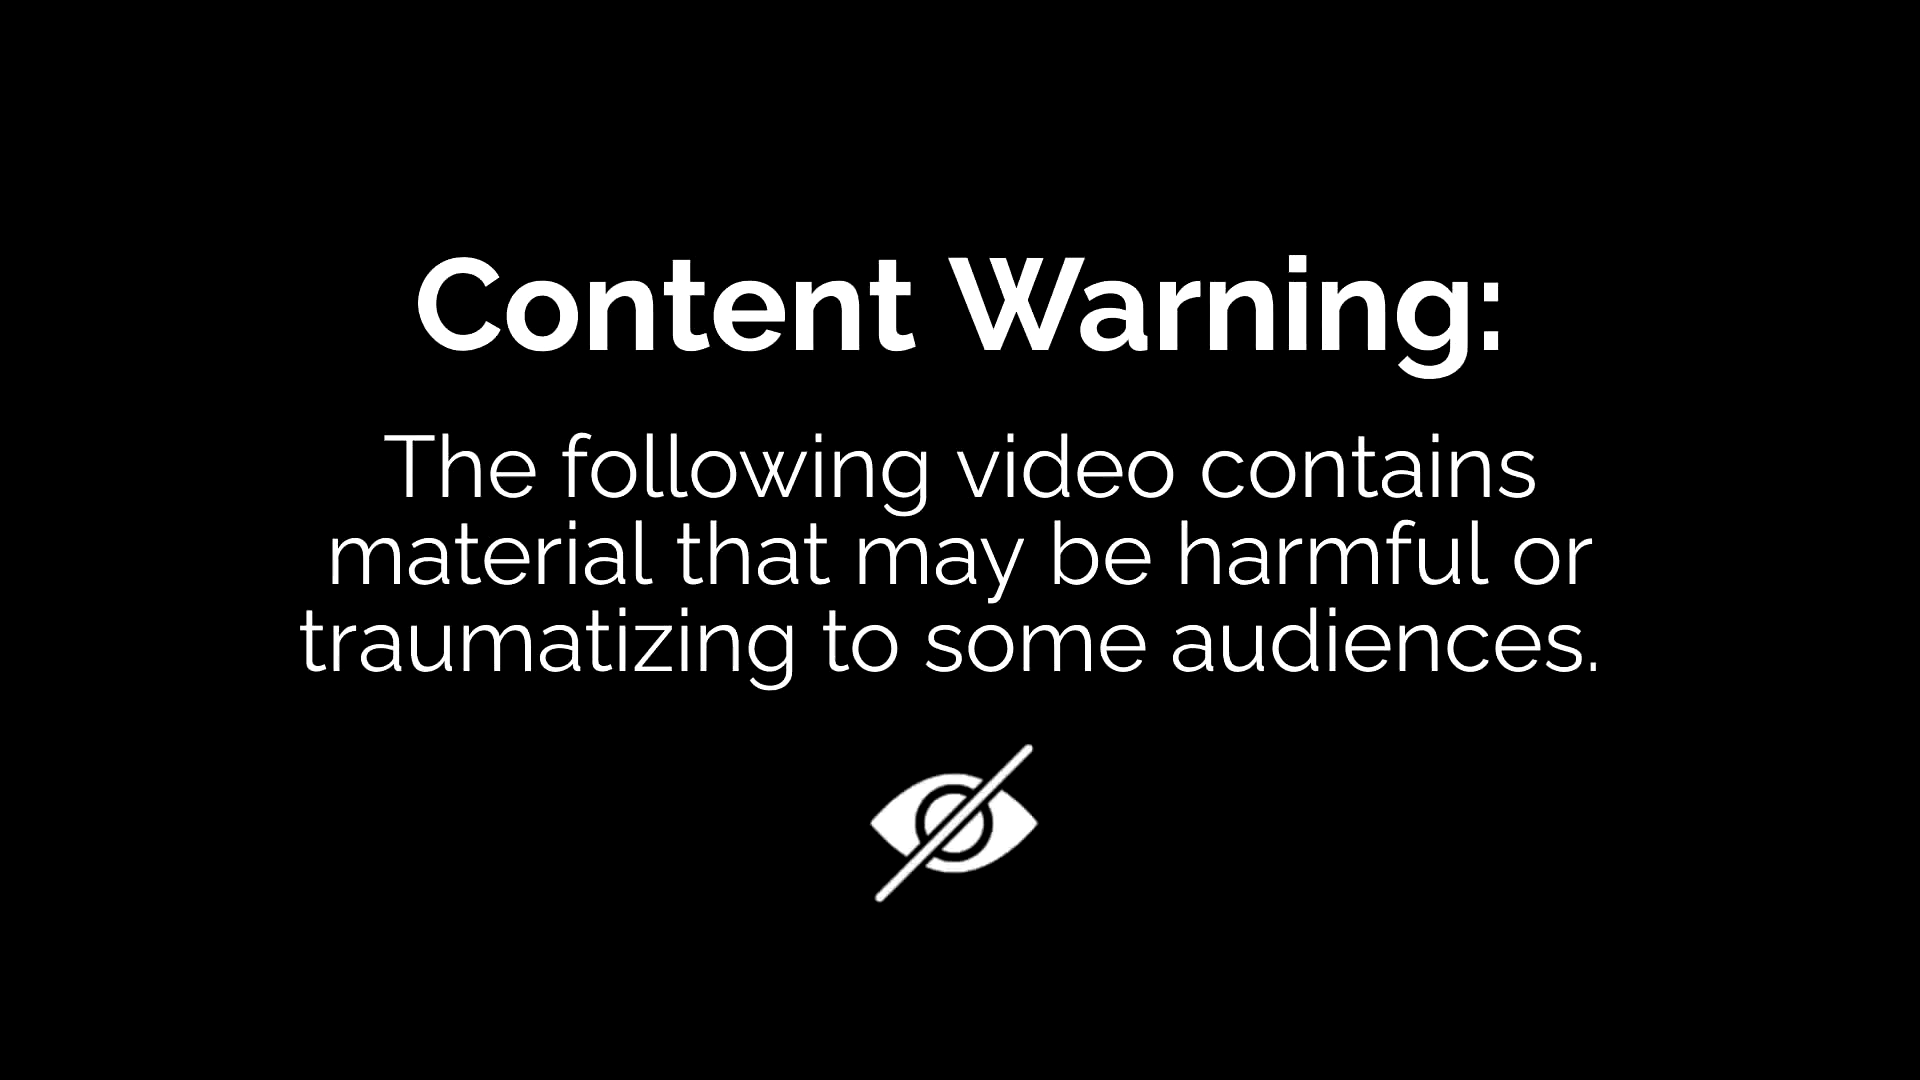 Content Warning:
The following video contains
material that may be harmful or
traumatizing to some audiences.